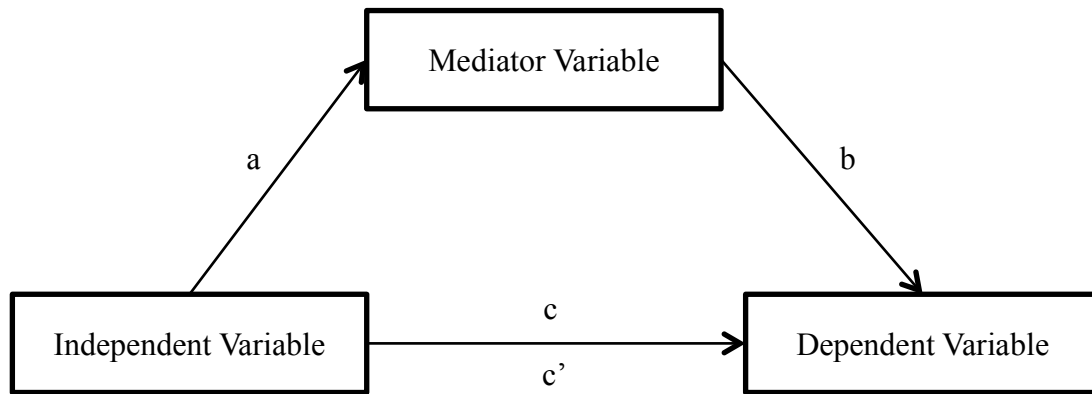 Mediator Variable
a
b
Independent Variable
c
c’
Dependent Variable